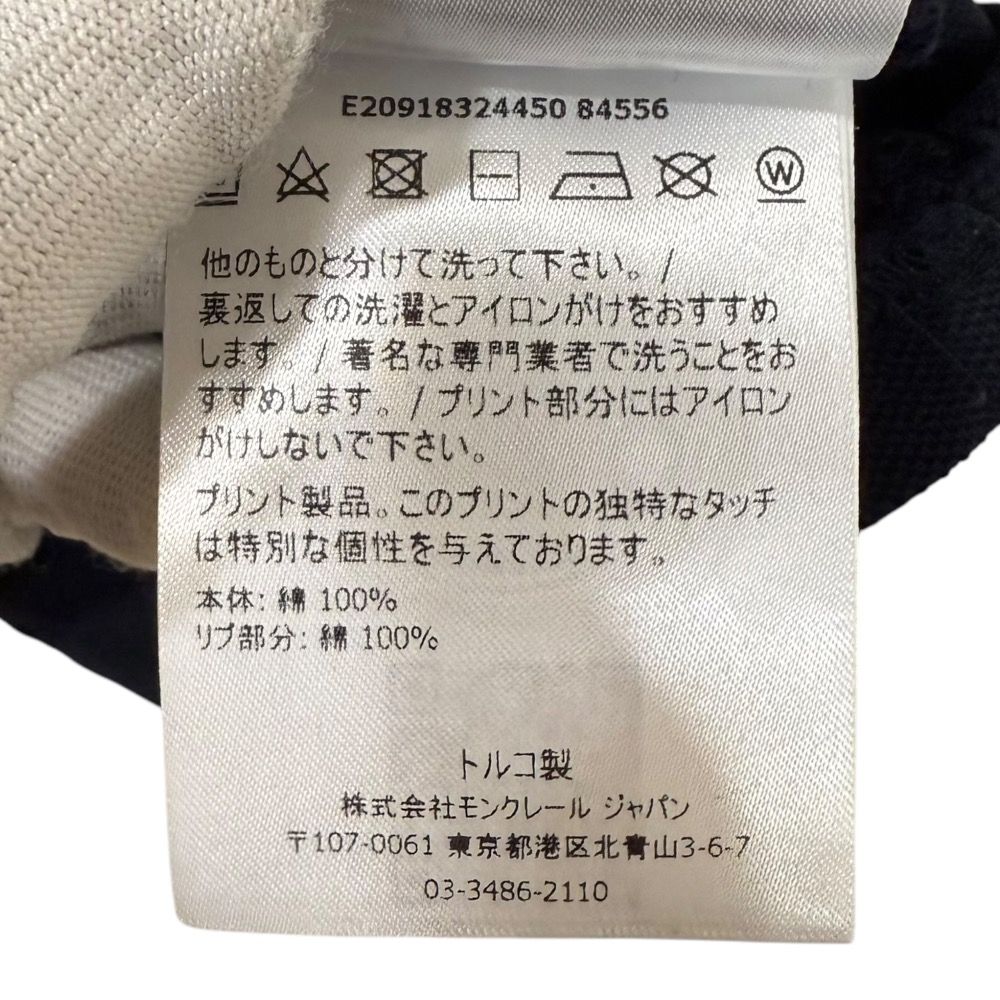 E20918324450 84556
W
他のものと分けて洗って下さい。/
裏返しての洗濯とアイロンがけをおすすめ
します。/ 著名な専門業者で洗うことをお
すすめします。/ プリント部分にはアイロン
がけしないで下さい。
プリント製品。このプリントの独特なタッチ
は特別な個性を与えております。
本体: 綿 100%
リブ部分: 綿 100%
トルコ製
株式会社モンクレール ジャパン
〒107-0061 東京都港区北青山3-6-7
03-3486-2110